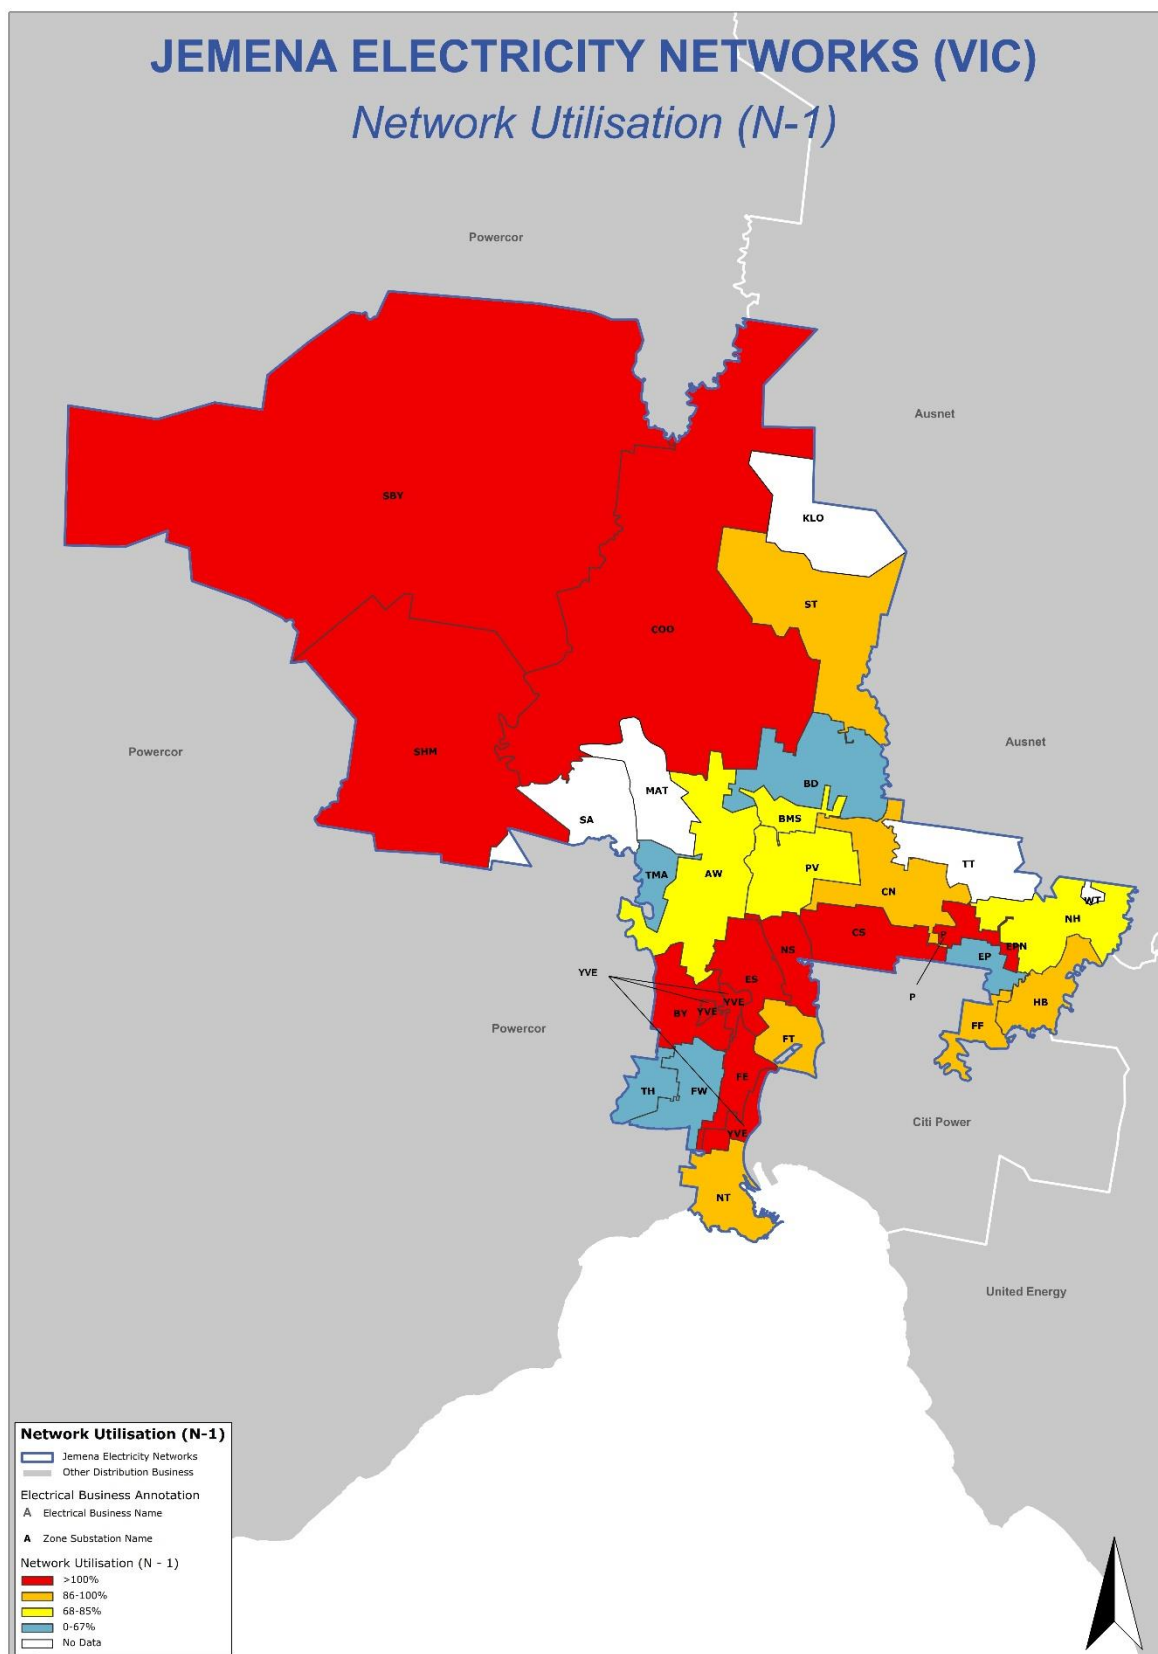 JEMENA ELECTRICITY NETWORKS (VIC)
Network Utilisation (N-1)
Powercor
Ausnet
SBY
KLO
ST
COO
Powercor
SHM
Ausnet
MAT
BD
SA
BMS
TT
TMA
AW
PV
CN
WT
NH
CS
P
EPN
NS
EP
YVE
ES
P
BY
YVE
YVE
HB
Powercor
FF
FT
FE
TH
FW
Citi Power
YVE
NT
United Energy
Network Utilisation (N-1)
Jemena Electricity Networks
Other Distribution Business
Electrical Business Annotation
A Electrical Business Name
A Zone Substation Name
Network Utilisation (N - 1)
>100%
86-100%
68-85%
0-67%
No Data